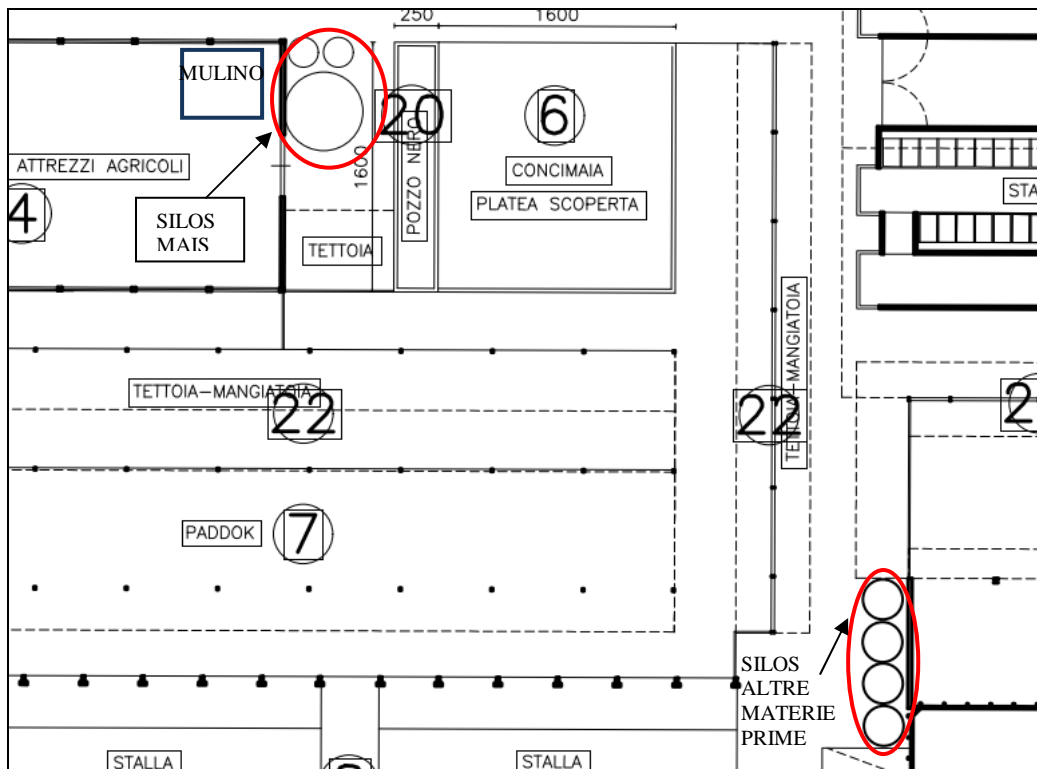 250
1600
MULINO
20
6
ATTREZZI AGRICOLI
1600
POZZO NERO
CONCIMAIA
PLATEA SCOPERTA
STA
4
SILOS
MAIS
TETTOIA
TETTOIA-MANGIATOIA
TETTOIA-MANGIATOIA
22
22
2
PADDOK
7
SILOS
ALTRE
MATERIE
PRIME
STALLA
STALLA